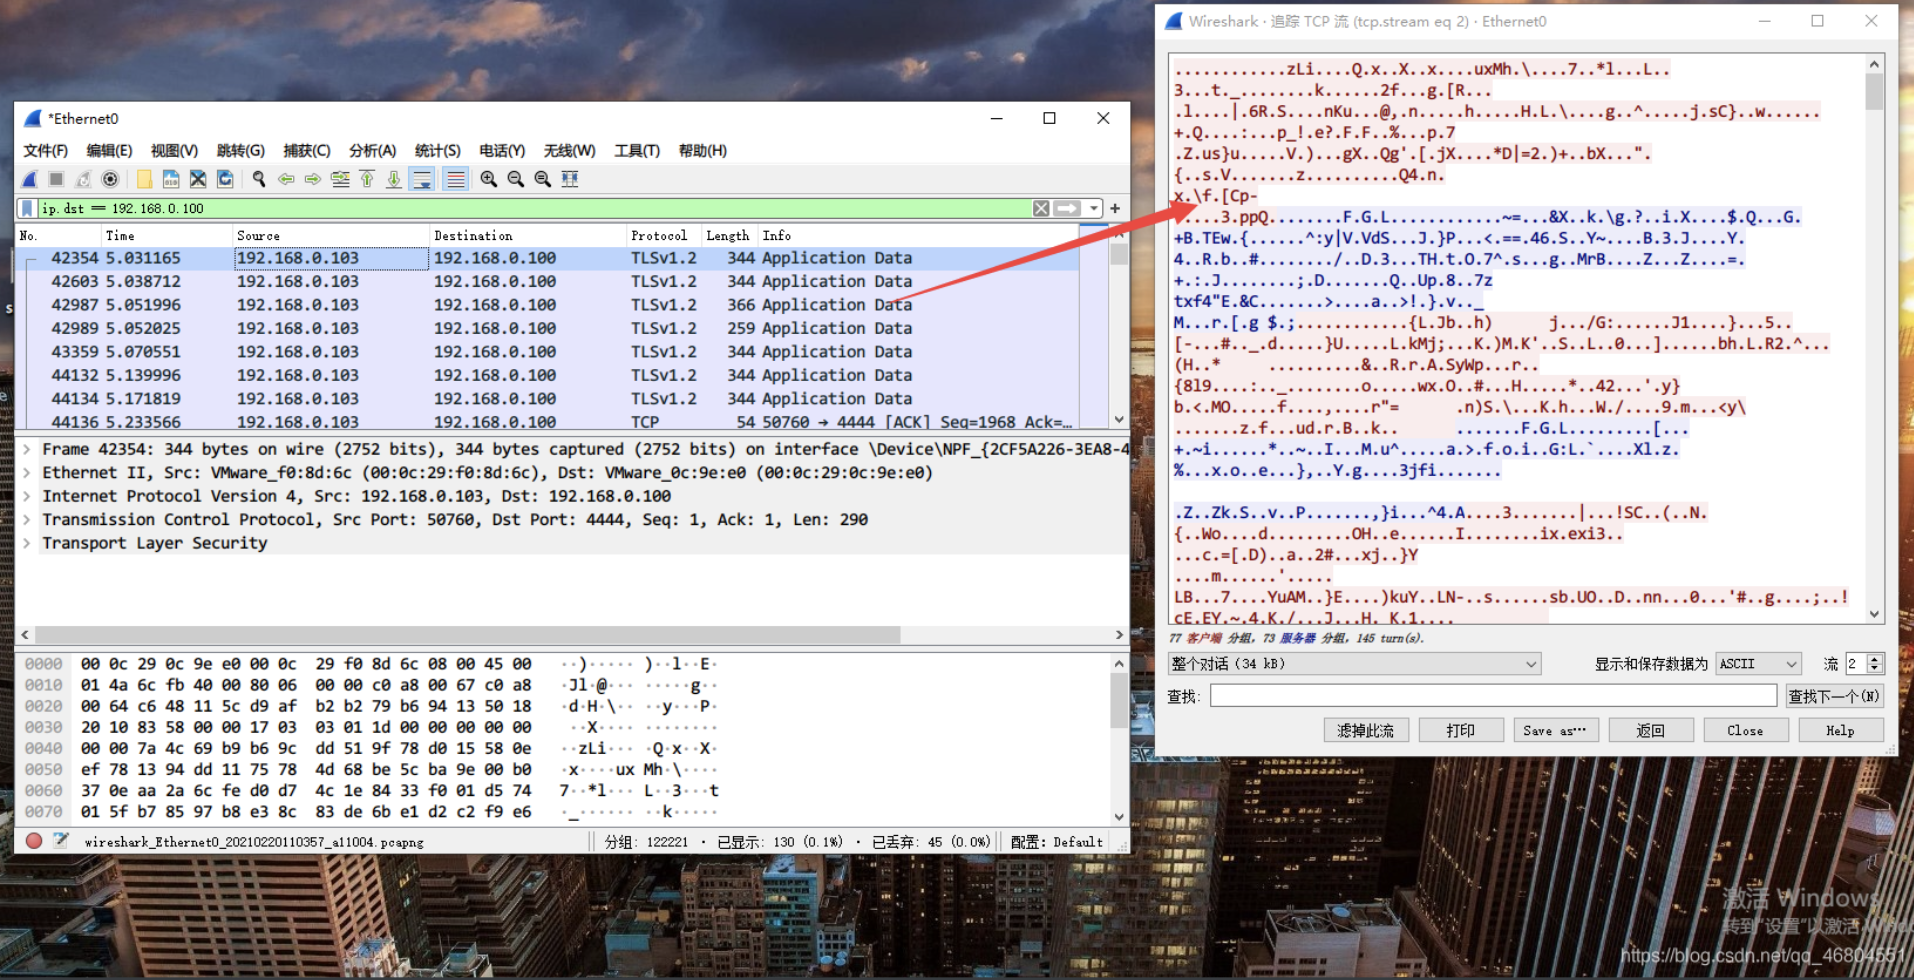 *Ethernet0
文件(F) 编辑(E) 视图(V) 跳转(G) 捕获(C) 分析(A) 统计(S) 电话(Y) 无线(W) 工具(T) 帮助(H)
ip.dst == 192.168.0.100
No. Time Source Destination Protocol Length Info
42354 5.031165 192.168.0.103 192.168.0.100 TLSv1.2 344 Application Data
42603 5.038712 192.168.0.103 192.168.0.100 TLSv1.2 344 Application Data
42987 5.051996 192.168.0.103 192.168.0.100 TLSv1.2 366 Application Data
42989 5.052025 192.168.0.103 192.168.0.100 TLSv1.2 259 Application Data
43359 5.070551 192.168.0.103 192.168.0.100 TLSv1.2 344 Application Data
44132 5.139996 192.168.0.103 192.168.0.100 TLSv1.2 344 Application Data
44134 5.171819 192.168.0.103 192.168.0.100 TLSv1.2 344 Application Data
44136 5.233566 192.168.0.103 192.168.0.100 TCP 54 50760 → 4444 [ACK] Seq=1968 Ack=…
Frame 42354: 344 bytes on wire (2752 bits), 344 bytes captured (2752 bits) on interface \Device\NPF_{2CF5A226-3EA8-4
Ethernet II, Src: VMware_f0:8d:6c (00:0c:29:f0:8d:6c), Dst: VMware_0c:9e:e0 (00:0c:29:0c:9e:e0)
Internet Protocol Version 4, Src: 192.168.0.103, Dst: 192.168.0.100
Transmission Control Protocol, Src Port: 50760, Dst Port: 4444, Seq: 1, Ack: 1, Len: 290
Transport Layer Security
0000 00 0c 29 0c 9e e0 00 0c 29 f0 8d 6c 08 00 45 00 ··)····· )··l··E·
0010 01 4a 6c fb 40 00 80 06 00 00 c0 a8 00 67 c0 a8 ·Jl·@··· ·····g··
0020 00 64 c6 48 11 5c d9 af b2 b2 79 b6 94 13 50 18 ·d·H·\·· ··y···P·
0030 20 10 83 58 00 00 17 03 03 01 1d 00 00 00 00 00 ··X····· ········
0040 00 00 7a 4c 69 b9 b6 9c dd 51 9f 78 d0 15 58 0e ··zLi··· ·Q·x··X·
0050 ef 78 13 94 dd 11 75 78 4d 68 be 5c ba 9e 00 b0 ·x····ux Mh·\····
0060 37 0e aa 2a 6c fe d0 d7 4c 1e 84 33 f0 01 d5 74 7··*l··· L··3···t
0070 01 5f b7 85 97 b8 e3 8c 83 de 6b e1 d2 c2 f9 e6 ·_······ ··k·····
wireshark_Ethernet0_20210220110357_a11004.pcapng 分组: 122221 · 已显示: 130 (0.1%) · 已丢弃: 45 (0.0%) 配置: Default
Wireshark · 追踪 TCP 流 (tcp.stream eq 2) · Ethernet0
............zLi....Q.x..X..x....uxMh.\....7..*l...L..
3...t._........k......2f...g.[R...
.l....|.6R.S....nKu...@,.n.....h.....H.L.\....g..^.....j.sC}..w......
+.Q....:...p_!.e?.F.F..%...p.7
.Z.us}u.....V.)...gX..Qg'.[.jX....*D|=2.)+..bX...".
{..s.V.......z..........Q4.n.
x.\f.[Cp-
.....3.ppQ........F.G.L............~=...&X..k.\g.?..i.X....$.Q...G.
+B.TEw.{......^:y|V.VdS...J.}P...<.==.46.S..Y~....B.3.J....Y.
4..R.b..#......../..D.3...TH.t.O.7^.s...g..MrB....Z...Z....=.
+.:.J........;.D.......Q..Up.8..7z
txf4"E.&C.......>....a..>!.}.v.._
M...r.[.g $.;............{L.Jb..h) j.../G:......J1....}...5..
[-...#.._.d.....}U.....L.kMj;...K.)M.K'..S..L..0...]......bh.L.R2.^...
(H..* ..........&..R.r.A.SyWp...r..
{8l9....:.._........o.....wx.O..#...H.....*..42...'.y}
b.<.MO.....f....,....r"= .n)S.\...K.h...W./....9.m...<y\
.......z.f...ud.r.B..k.. .......F.G.L.........[...
+.~i......*..~..I...M.u^.....a.>.f.o.i..G:L.`....Xl.z.
%...x.o..e...},..Y.g....3jfi.......
.Z..Zk.S..v..P.......,}i...^4.A....3.......|...!SC..(..N.
{..Wo....d.........OH..e......I........ix.exi3..
...c.=[.D)..a..2#...xj..}Y
....m......'.....
LB...7....YuAM..}E....)kuY..LN-..s......sb.UO..D..nn...0...'#..g....;..!
cE.EY.~.4.K./...J...H. K.1....
77 客户端 分组, 73 服务器 分组, 145 turn(s).
整个对话 (34 kB) 显示和保存数据为 ASCII 流 2
查找: 查找下一个(N)
滤掉此流 打印 Save as… 返回 Close Help
激活 Windows
转到"设置"以激活 Windo
https://blog.csdn.net/qq_46804551